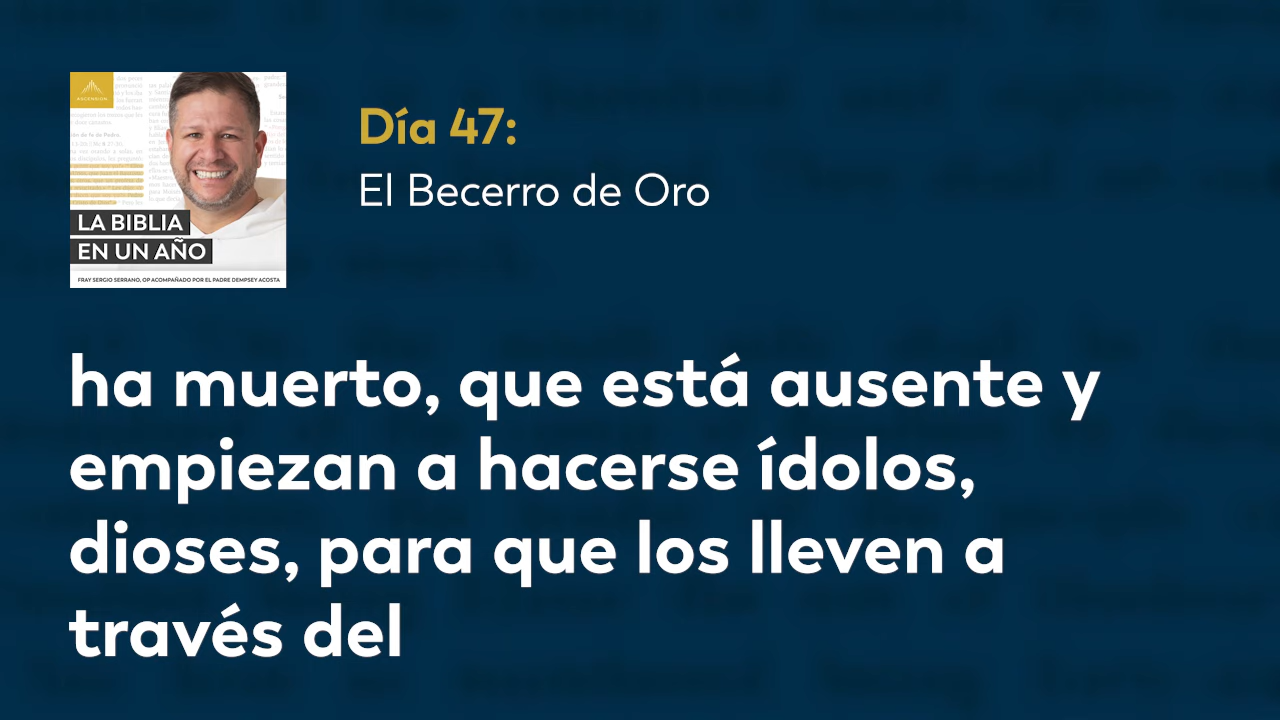 ASCENSION
LA BIBLIA
EN UN AÑO
FRAY SERGIO SERRANO, OP ACOMPAÑADO POR EL PADRE DEMPSEY ACOSTA
Día 47:
El Becerro de Oro
ha muerto, que está ausente y
empiezan a hacerse ídolos,
dioses, para que los lleven a
través del